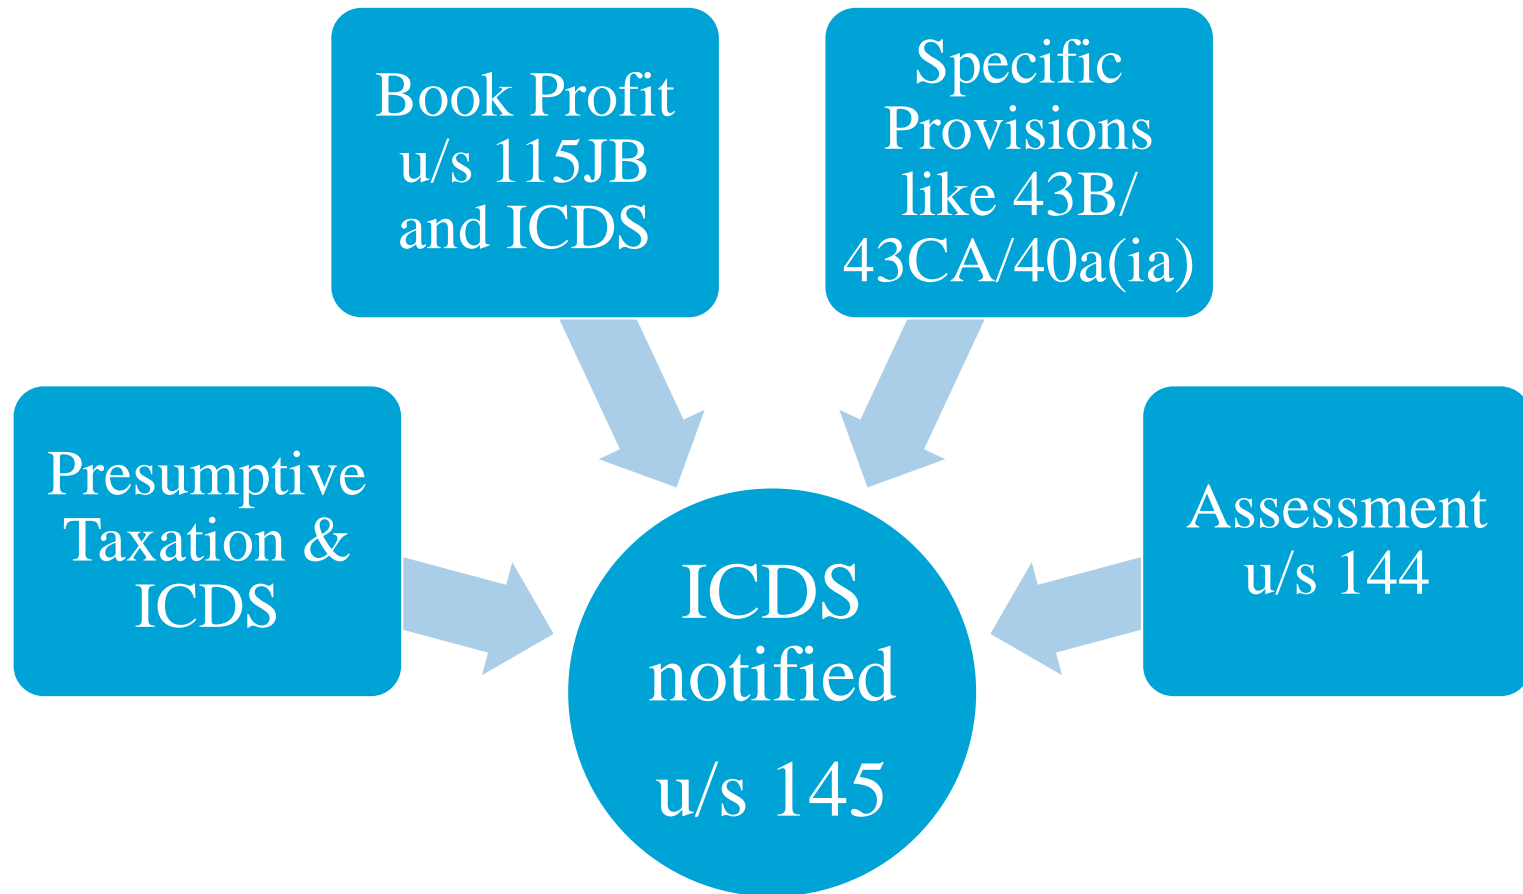 Book Profit
u/s 115JB
and ICDS
Specific
Provisions
like 43B/
43CA/40a(ia)
Presumptive
Taxation &
ICDS
Assessment
u/s 144
ICDS
notified
u/s 145